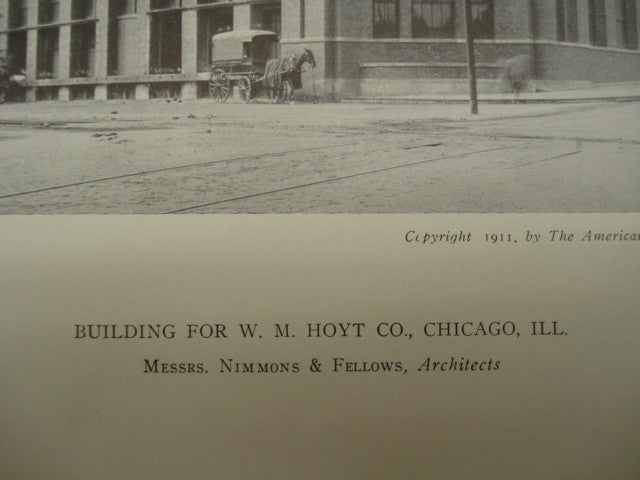 Copyright 1911, by The American
BUILDING FOR W. M. HOYT CO., CHICAGO, ILL.
MESSRS. NIMMONS & FELLOWS, Architects